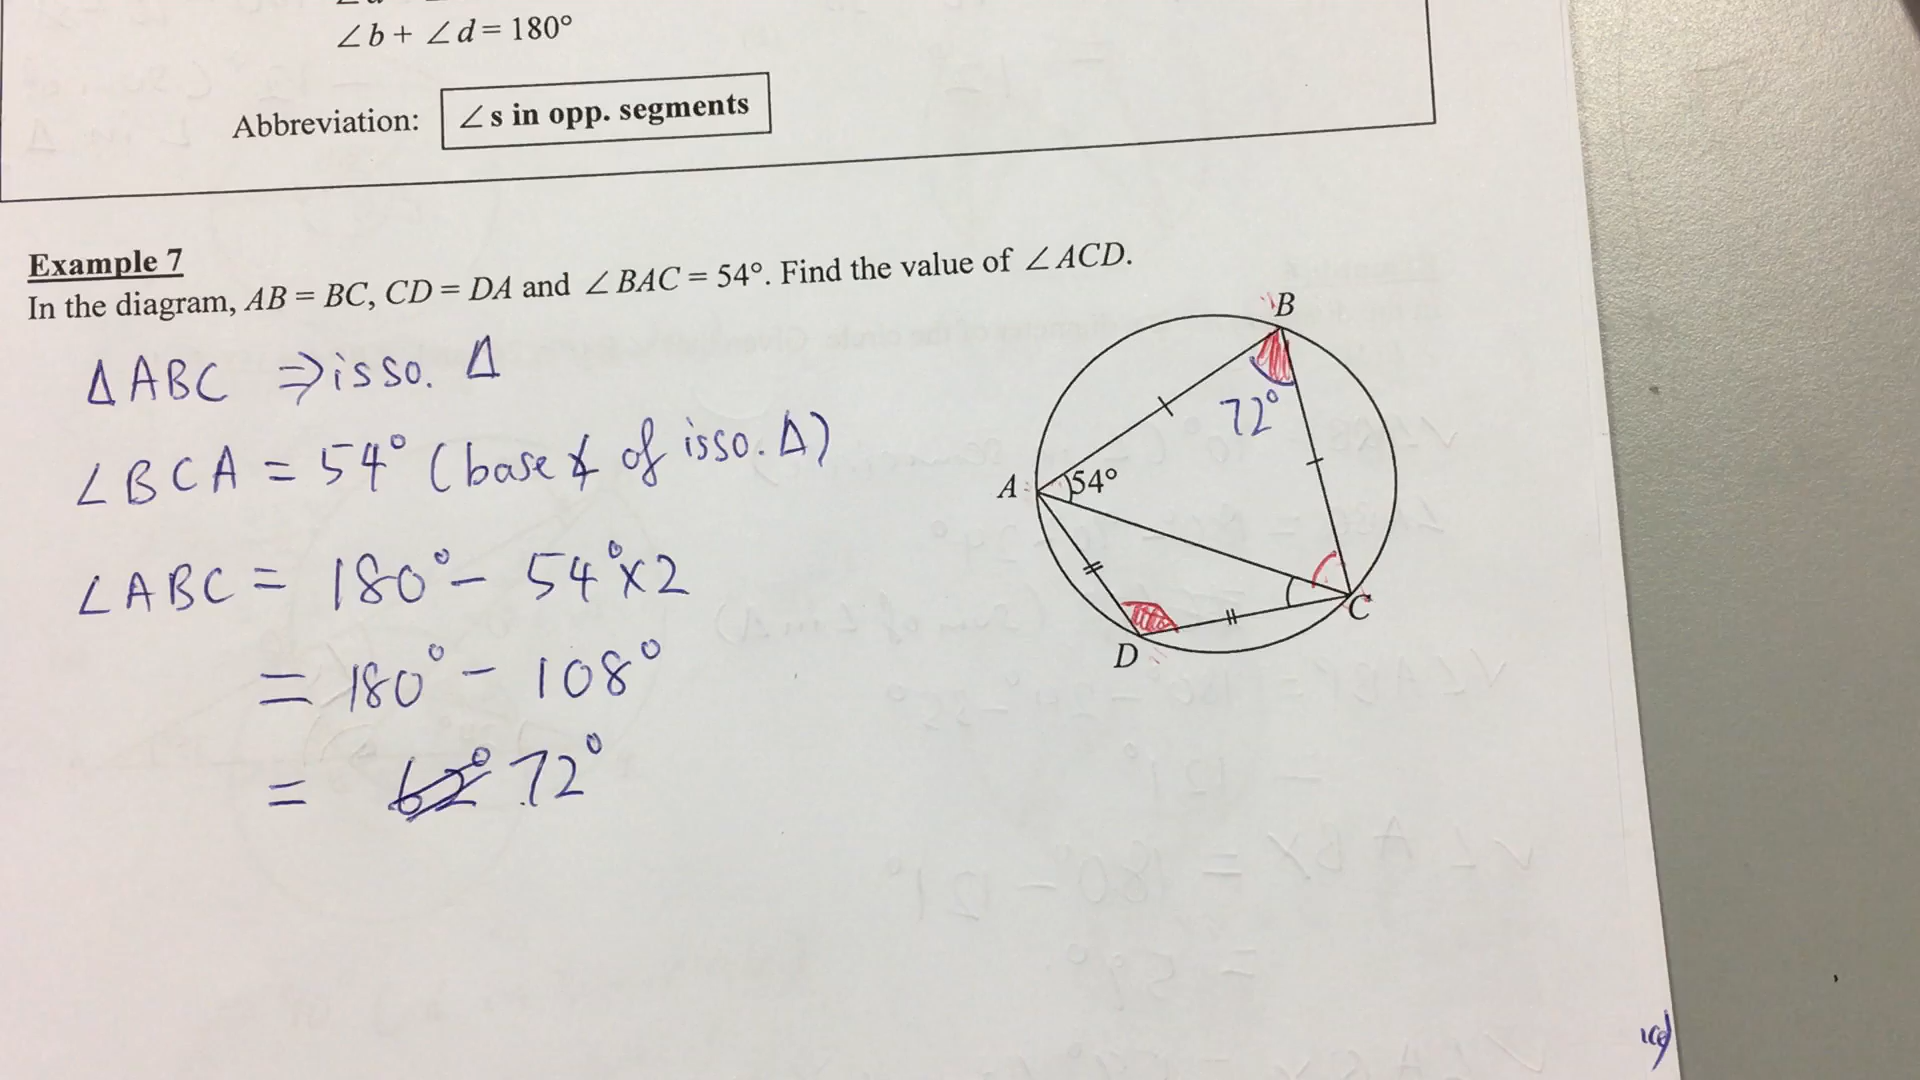 ∠b + ∠d = 180°
Abbreviation: ∠s in opp. segments
Example 7
In the diagram, AB = BC, CD = DA and ∠BAC = 54°. Find the value of ∠ACD.
ΔABC ⇒ isso. Δ
∠BCA = 54° (base ∠ of isso. Δ)
∠ABC = 180° - 54° × 2
= 180° - 108°
= 62° 72°
B
72°
A
54°
C
D